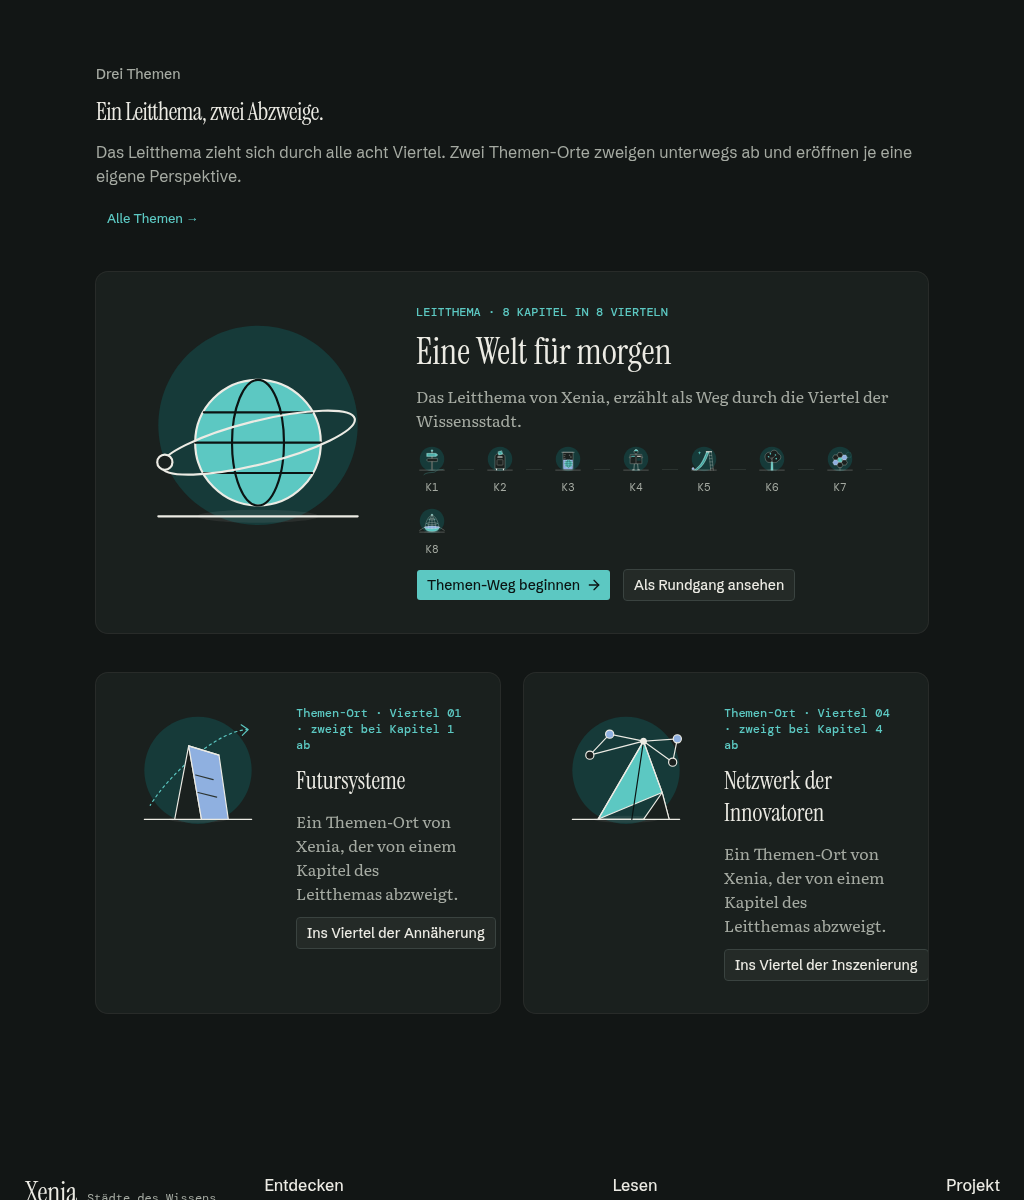 Drei Themen
Ein Leitthema, zwei Abzweige.
Das Leitthema zieht sich durch alle acht Viertel. Zwei Themen-Orte zweigen unterwegs ab und eröffnen je eine
eigene Perspektive.
Alle Themen →
LEITTHEMA · 8 KAPITEL IN 8 VIERTELN
Eine Welt für morgen
Das Leitthema von Xenia, erzählt als Weg durch die Viertel der
Wissensstadt.
K1 K2 K3 K4 K5 K6 K7
K8
Themen-Weg beginnen →
Als Rundgang ansehen
Themen-Ort · Viertel 01
· zweigt bei Kapitel 1
ab
Futursysteme
Ein Themen-Ort von
Xenia, der von einem
Kapitel des
Leitthemas abzweigt.
Ins Viertel der Annäherung
Themen-Ort · Viertel 04
· zweigt bei Kapitel 4
ab
Netzwerk der
Innovatoren
Ein Themen-Ort von
Xenia, der von einem
Kapitel des
Leitthemas abzweigt.
Ins Viertel der Inszenierung
Xenia Städte des Wissens
Entdecken
Lesen
Projekt